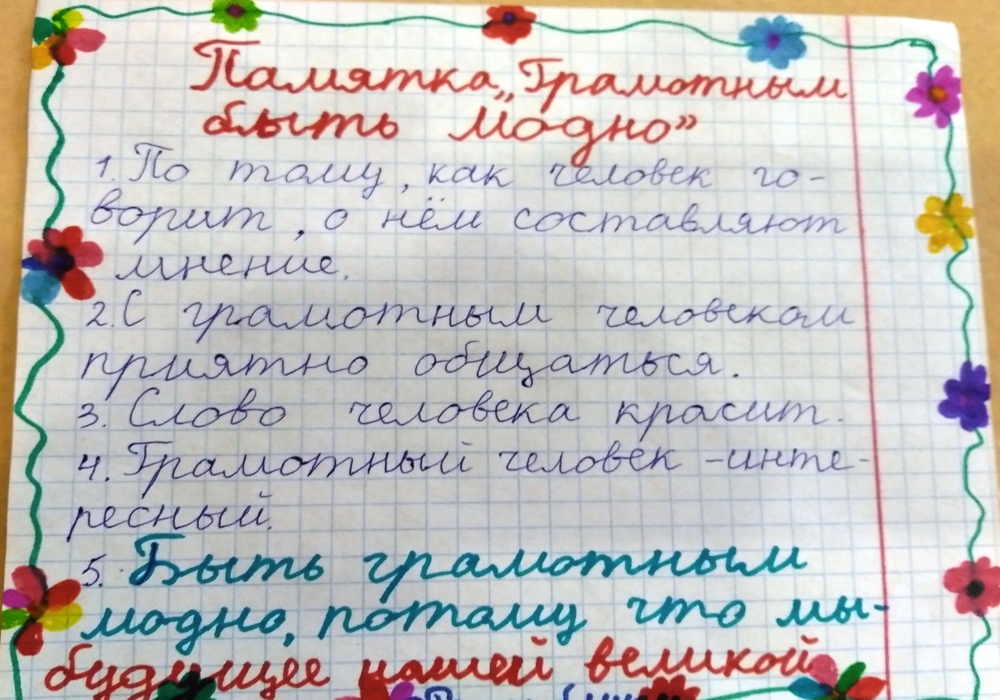 Памятка „Грамотным
быть модно”
1. По тому, как человек го-
ворит, о нём составляют
мнение.
2. С грамотным человеком
приятно общаться.
3. Слово человека красит.
4. Грамотный человек - инте-
ресный.
5. Быть грамотным
модно, потому что мы-
будущее нашей великой